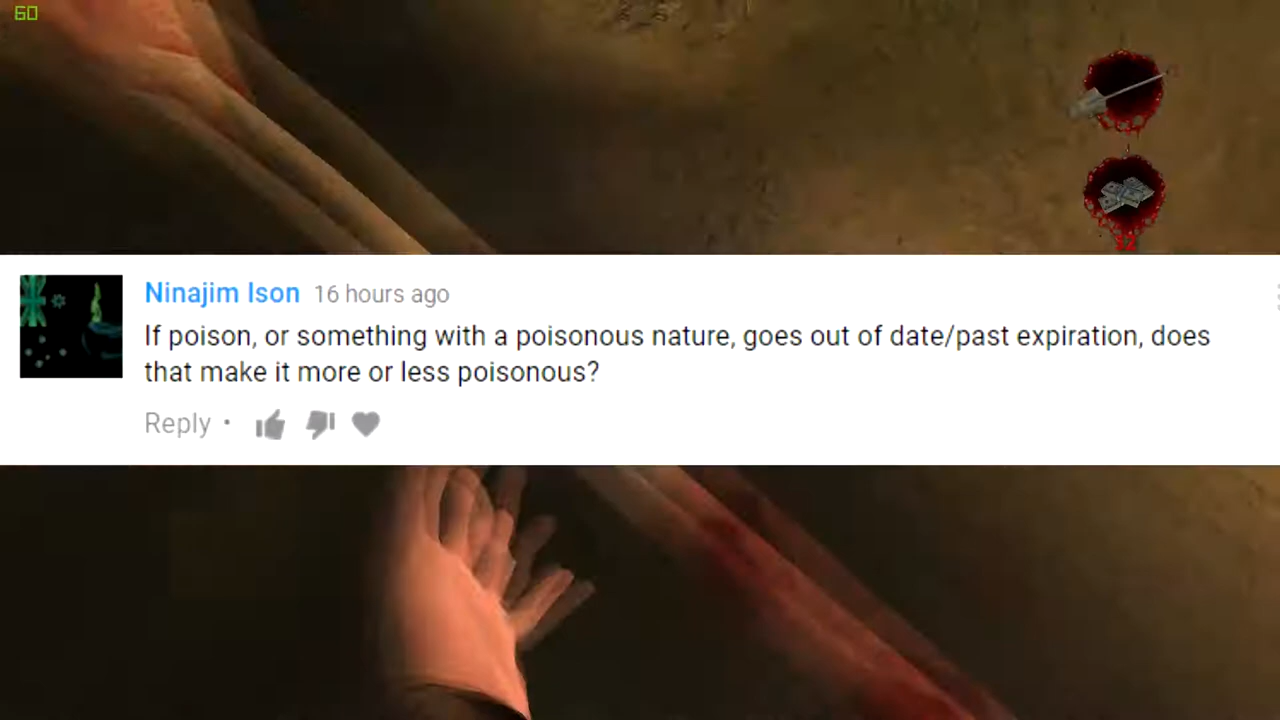 60
12
Ninajim Ison 16 hours ago
If poison, or something with a poisonous nature, goes out of date/past expiration, does
that make it more or less poisonous?
Reply •